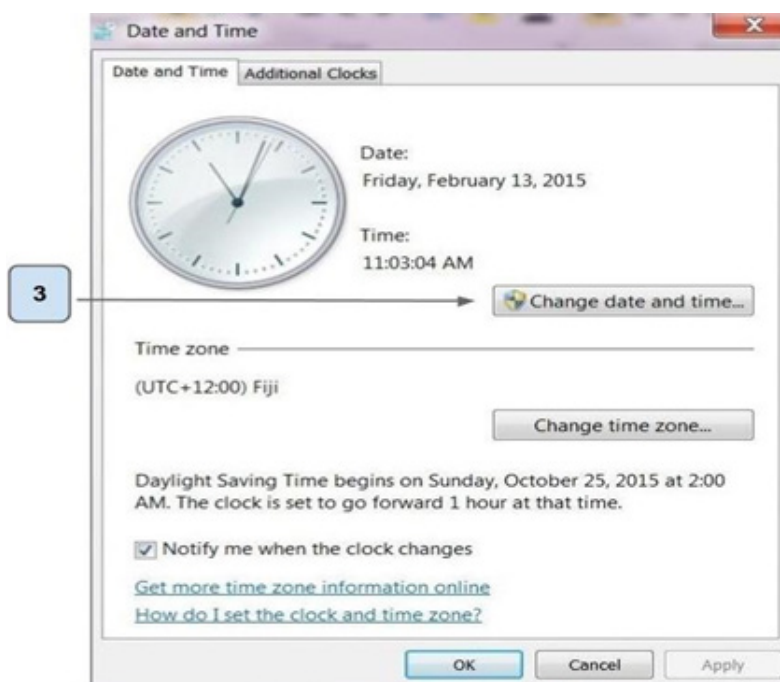 Date and Time
Date and Time
Additional Clocks
Date:
Friday, February 13, 2015
Time:
11:03:04 AM
3
Change date and time...
Time zone
(UTC+12:00) Fiji
Change time zone...
Daylight Saving Time begins on Sunday, October 25, 2015 at 2:00
AM. The clock is set to go forward 1 hour at that time.
Notify me when the clock changes
Get more time zone information online
How do I set the clock and time zone?
OK
Cancel
Apply